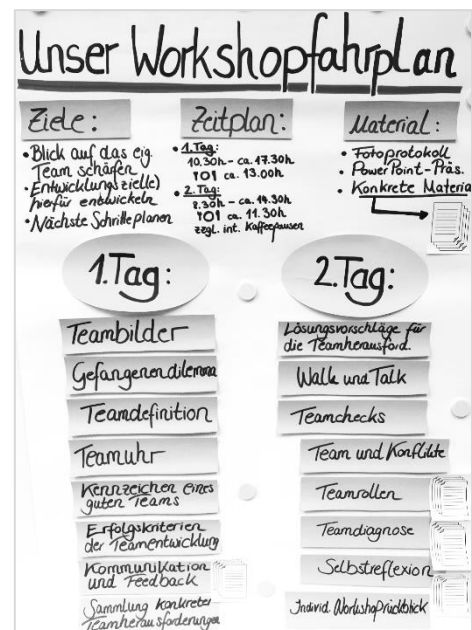 Unser Workshopfahrplan
Ziele:
• Blick auf das eig.
Team schärfen
• Entwicklungsziel(e)
hierfür entwickeln
• Nächste Schritte planen
Zeitplan:
• 1. Tag:
10.30h – ca. 17.30h
ca. 13.00h
• 2. Tag:
8.30h – ca. 14.30h
ca. 11.30h
zzgl. int. Kaffeepausen
Material:
• Fotoprotokoll
• PowerPoint-Präs.
• Konkrete Materia
1. Tag:
Teambilder
Gefangenendilemma
Teamdefinition
Teamuhr
Kennzeichen eines
guten Teams
Erfolgskriterien
der Teamentwicklung
Kommunikation
und Feedback
Sammlung konkreter
Teamherausforderungen
2. Tag:
Lösungsvorschläge für
die Teamherausford.
Walk und Talk
Teamchecks
Team und Konflikte
Teamrollen
Teamdiagnose
Selbstreflexion
Individ. Workshoprückblick